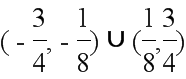 ( - 3/4, - 1/8) ∪ (1/8, 3/4)